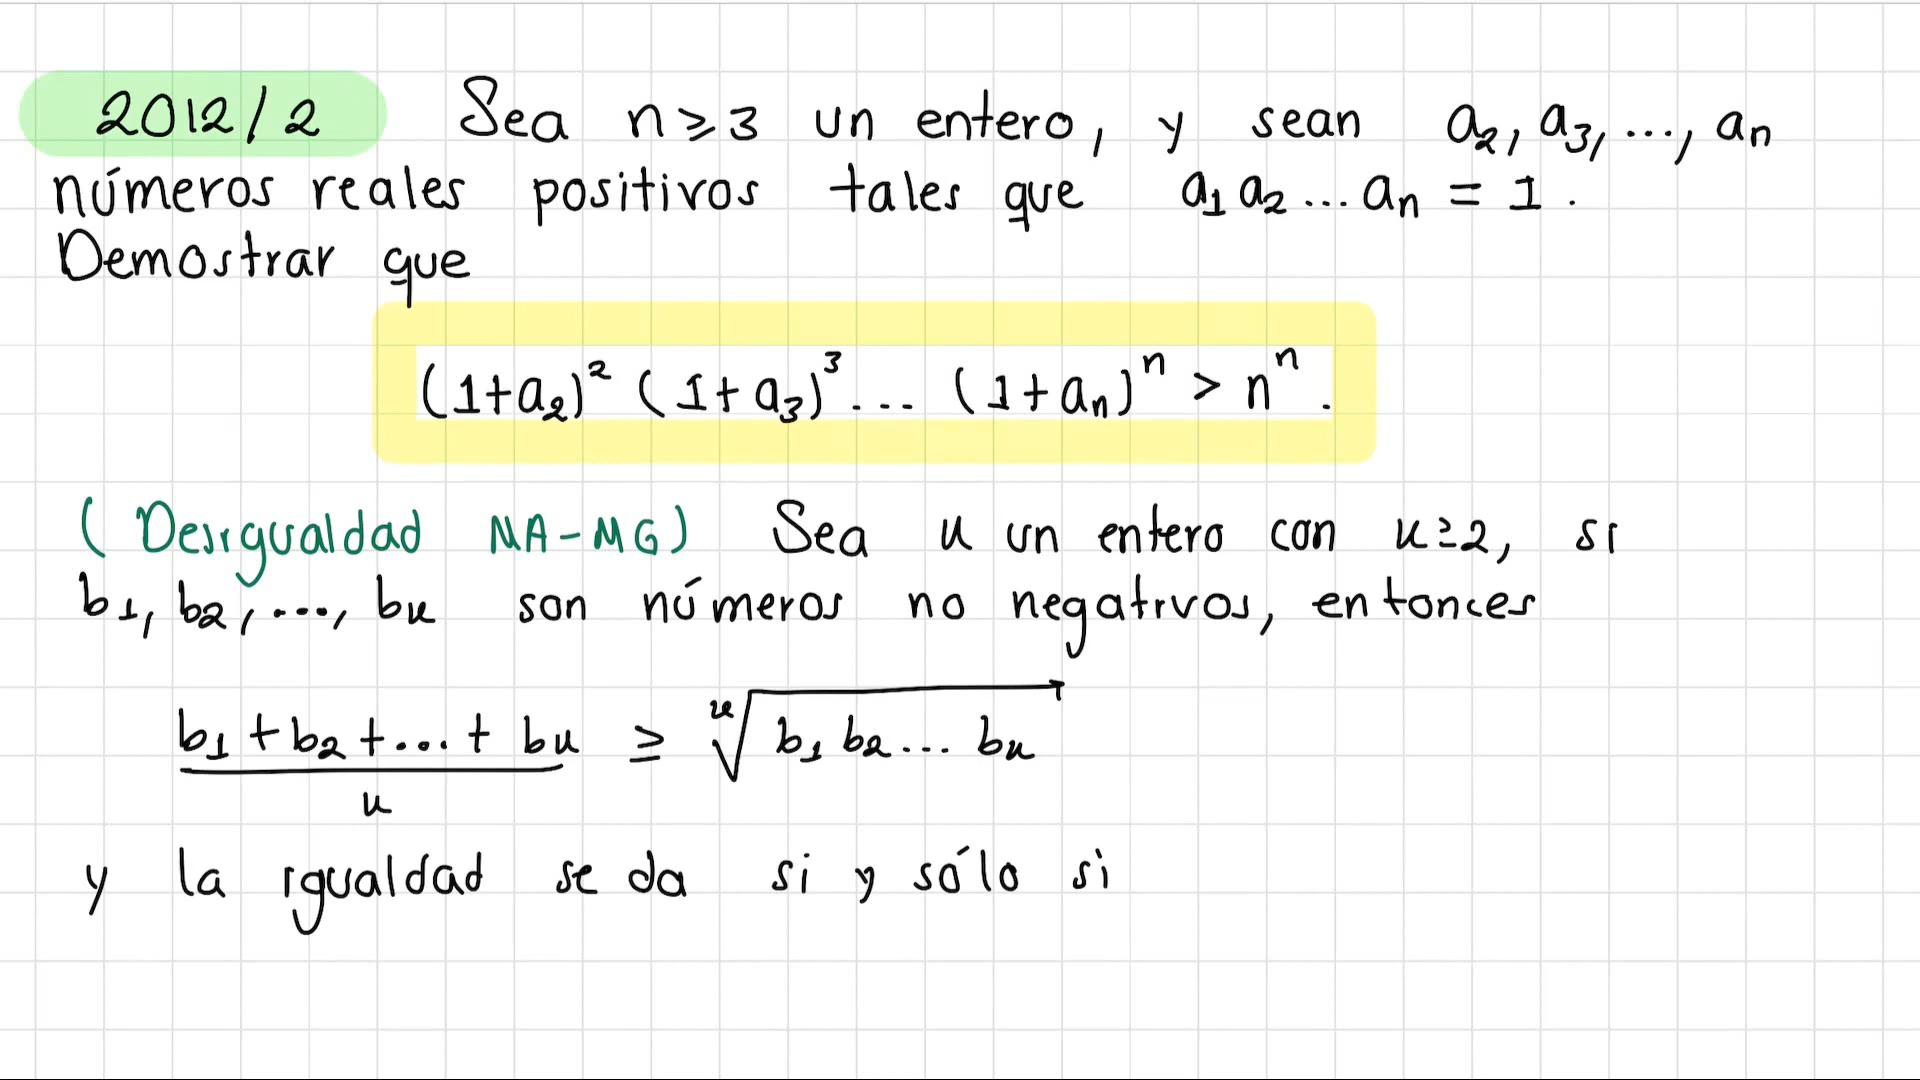 2012/2 Sea n ≥ 3 un entero, y sean a₂, a₃, ..., aₙ
números reales positivos tales que a₁ a₂ ... aₙ = 1.
Demostrar que
(1+a₂)² (1+a₃)³ ... (1+aₙ)ⁿ > nⁿ.
(Desigualdad MA-MG) Sea k un entero con k ≥ 2, si
b₁, b₂, ..., bₖ son números no negativos, entonces
(b₁ + b₂ + ... + bₖ)/k ≥ ᵏ√(b₁ b₂ ... bₖ)
y la igualdad se da si y sólo si